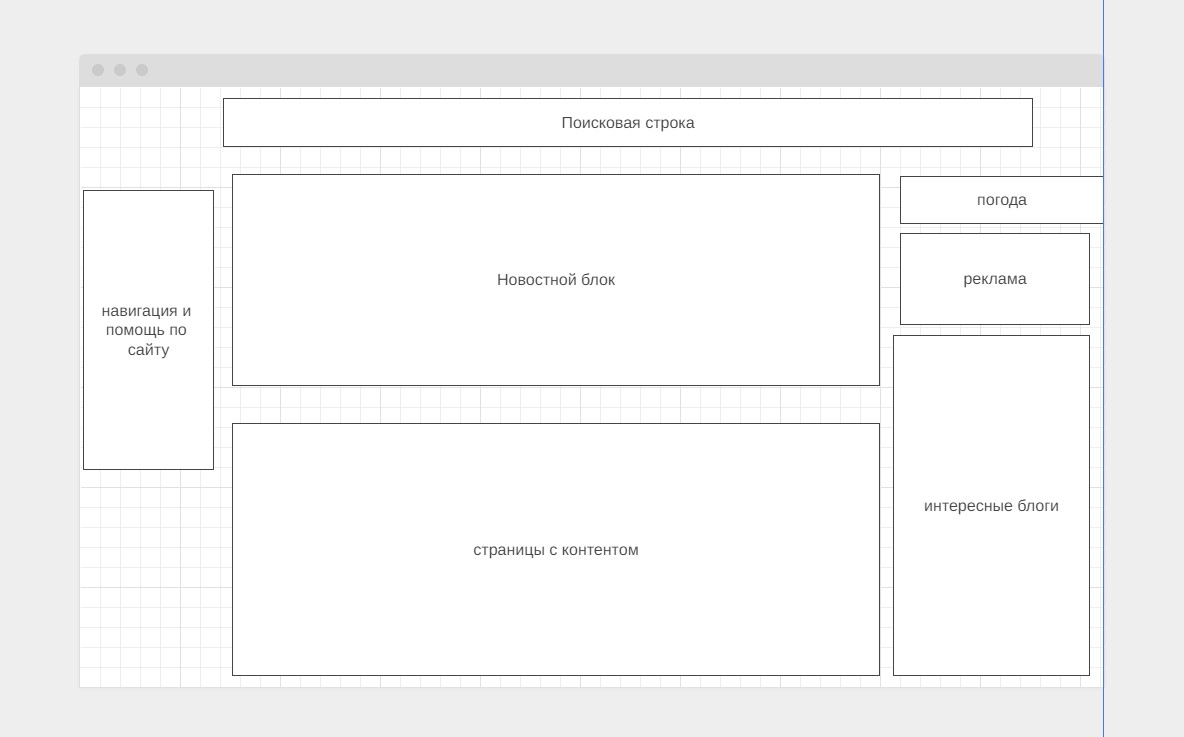 Поисковая строка
навигация и
помощь по
сайту
Новостной блок
страницы с контентом
погода
реклама
интересные блоги